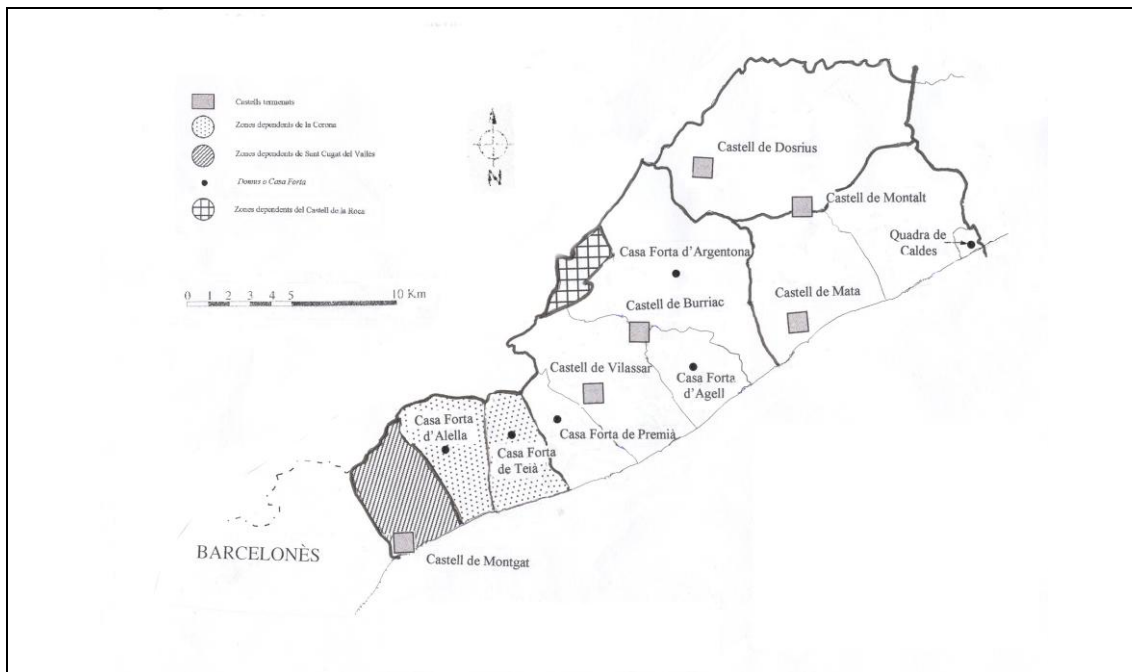 Castells termenats
Zones dependents de la Corona
Zones dependents de Sant Cugat del Vallès
Domus o Casa Forta
Zones dependents del Castell de la Roca
N
0 1 2 3 4 5 10 Km
Castell de Dosrius
Castell de Montalt
Quadra de
Caldes
Casa Forta d'Argentona
Castell de Mata
Castell de Burriac
Castell de Vilassar
Casa Forta
d'Agell
Casa Forta
d'Alella
Casa Forta de Premià
Casa Forta
de Teià
BARCELONÈS
Castell de Montgat